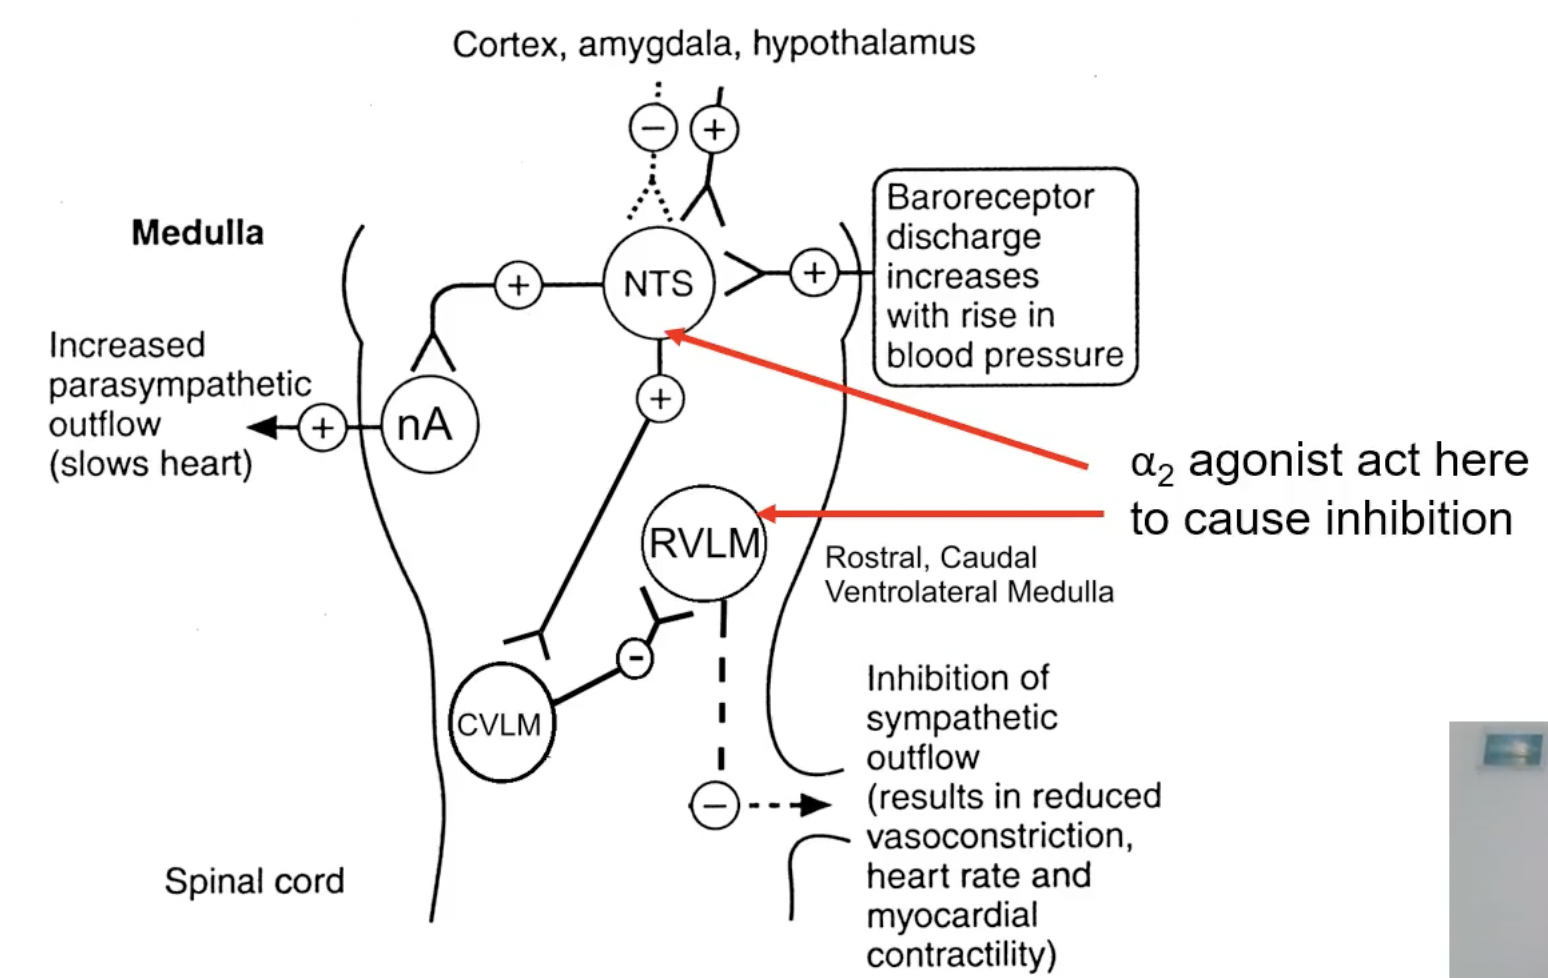 Cortex, amygdala, hypothalamus
−
+
Medulla
+
NTS
+
Baroreceptor
discharge
increases
with rise in
blood pressure
Increased
parasympathetic
outflow
(slows heart)
+
nA
+
α₂ agonist act here
to cause inhibition
RVLM
Rostral, Caudal
Ventrolateral Medulla
-
CVLM
Inhibition of
sympathetic
outflow
(results in reduced
vasoconstriction,
heart rate and
myocardial
contractility)
−
Spinal cord